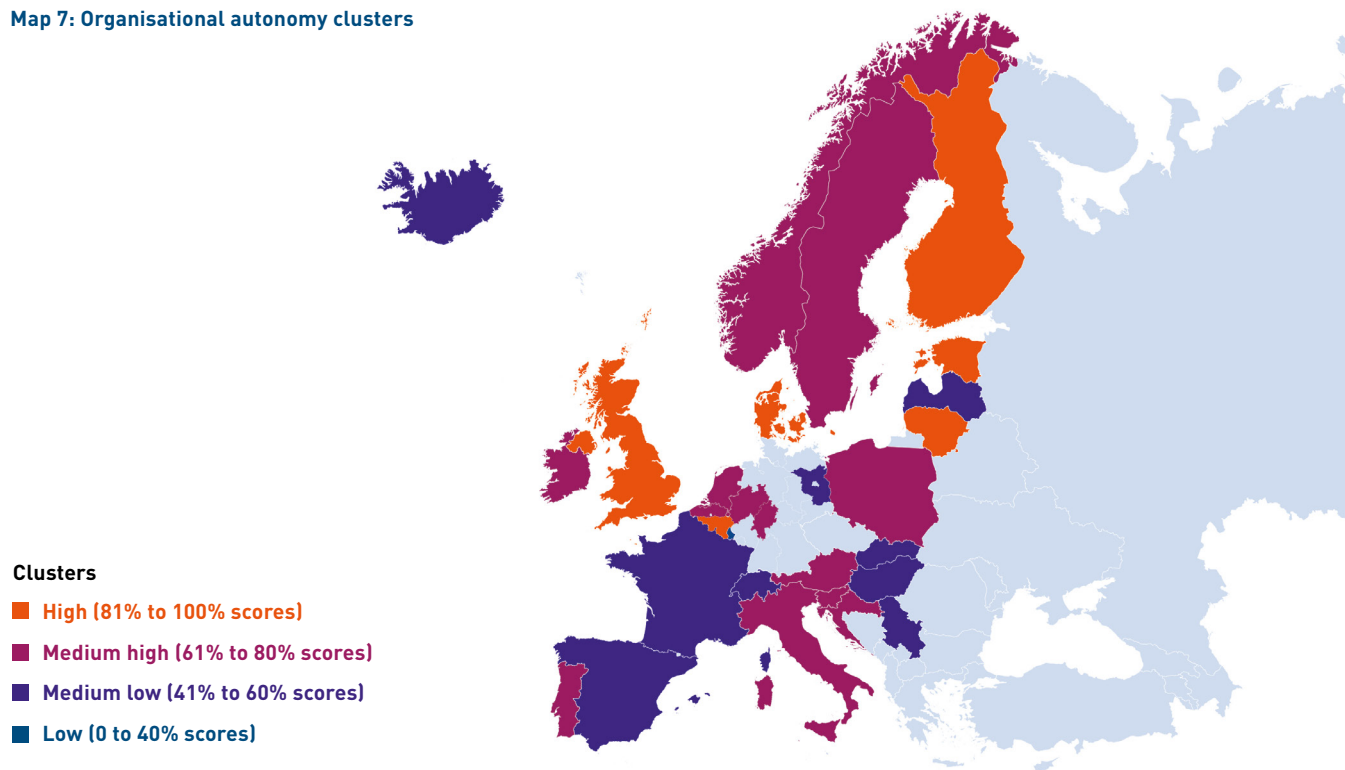 Map 7: Organisational autonomy clusters
Clusters
High (81% to 100% scores)
Medium high (61% to 80% scores)
Medium low (41% to 60% scores)
Low (0 to 40% scores)